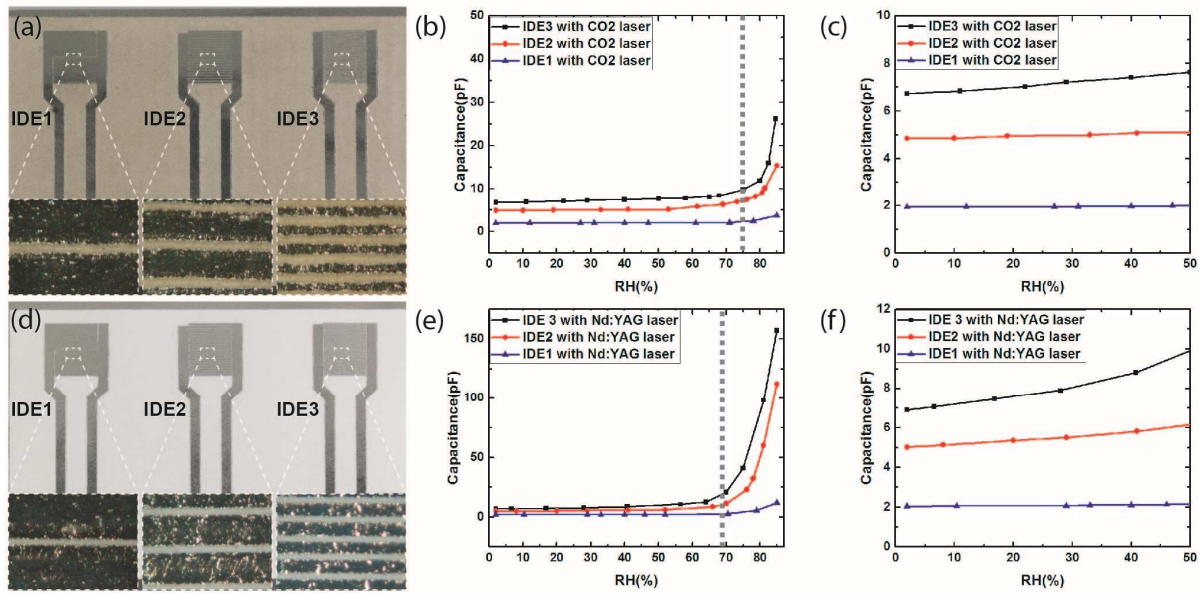 (a)
IDE1
IDE2
IDE3
(b)
IDE3 with CO2 laser
IDE2 with CO2 laser
IDE1 with CO2 laser
Capacitance(pF)
50
40
30
20
10
0
0 10 20 30 40 50 60 70 80
RH(%)
(c)
IDE3 with CO2 laser
IDE2 with CO2 laser
IDE1 with CO2 laser
Capacitance(pF)
10
8
6
4
2
0
0 10 20 30 40 50
RH(%)
(d)
IDE1
IDE2
IDE3
(e)
IDE 3 with Nd:YAG laser
IDE2 with Nd:YAG laser
IDE1 with Nd:YAG laser
Capacitance(pF)
150
100
50
0
0 10 20 30 40 50 60 70 80
RH(%)
(f)
IDE 3 with Nd:YAG laser
IDE2 with Nd:YAG laser
IDE1 with Nd:YAG laser
Capacitance(pF)
12
10
8
6
4
2
0
0 10 20 30 40 50
RH(%)